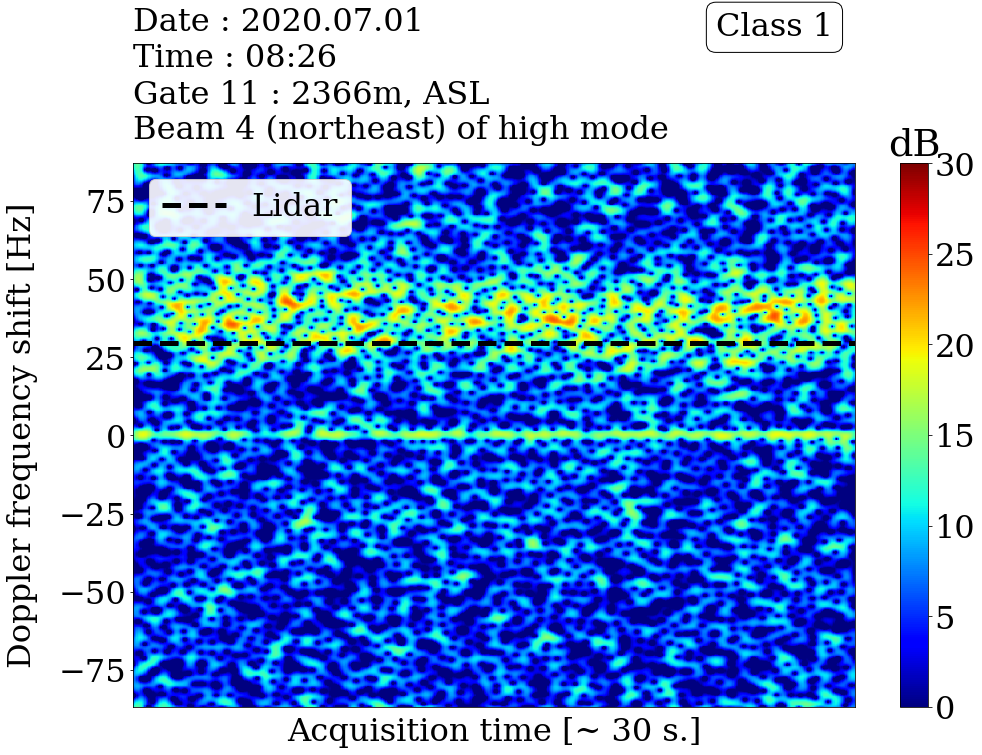 Date : 2020.07.01
Time : 08:26
Gate 11 : 2366m, ASL
Beam 4 (northeast) of high mode
Class 1
dB
Lidar
Doppler frequency shift [Hz]
75
50
25
0
−25
−50
−75
30
25
20
15
10
5
0
Acquisition time [~ 30 s.]